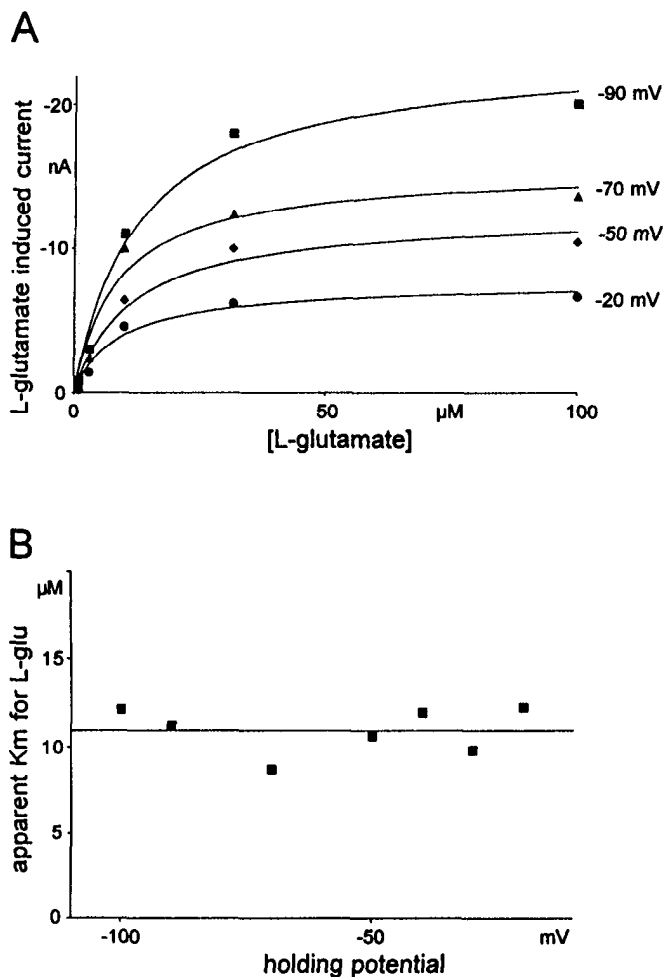 A
L-glutamate induced current
-20
nA
-10
0
-90 mV
-70 mV
-50 mV
-20 mV
0
50
µM
100
[L-glutamate]
B
apparent Km for L-glu
µM
15
10
5
0
-100
-50
mV
holding potential